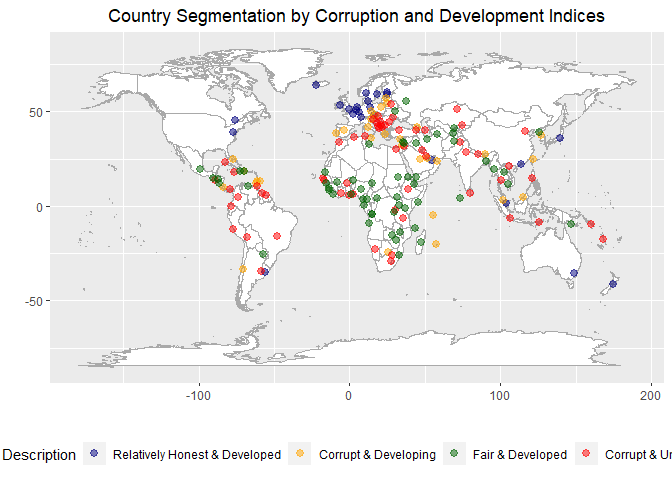 Country Segmentation by Corruption and Development Indices
50
0
-50
-100 0 100 200
Description Relatively Honest & Developed Corrupt & Developing Fair & Developed Corrupt & Ur